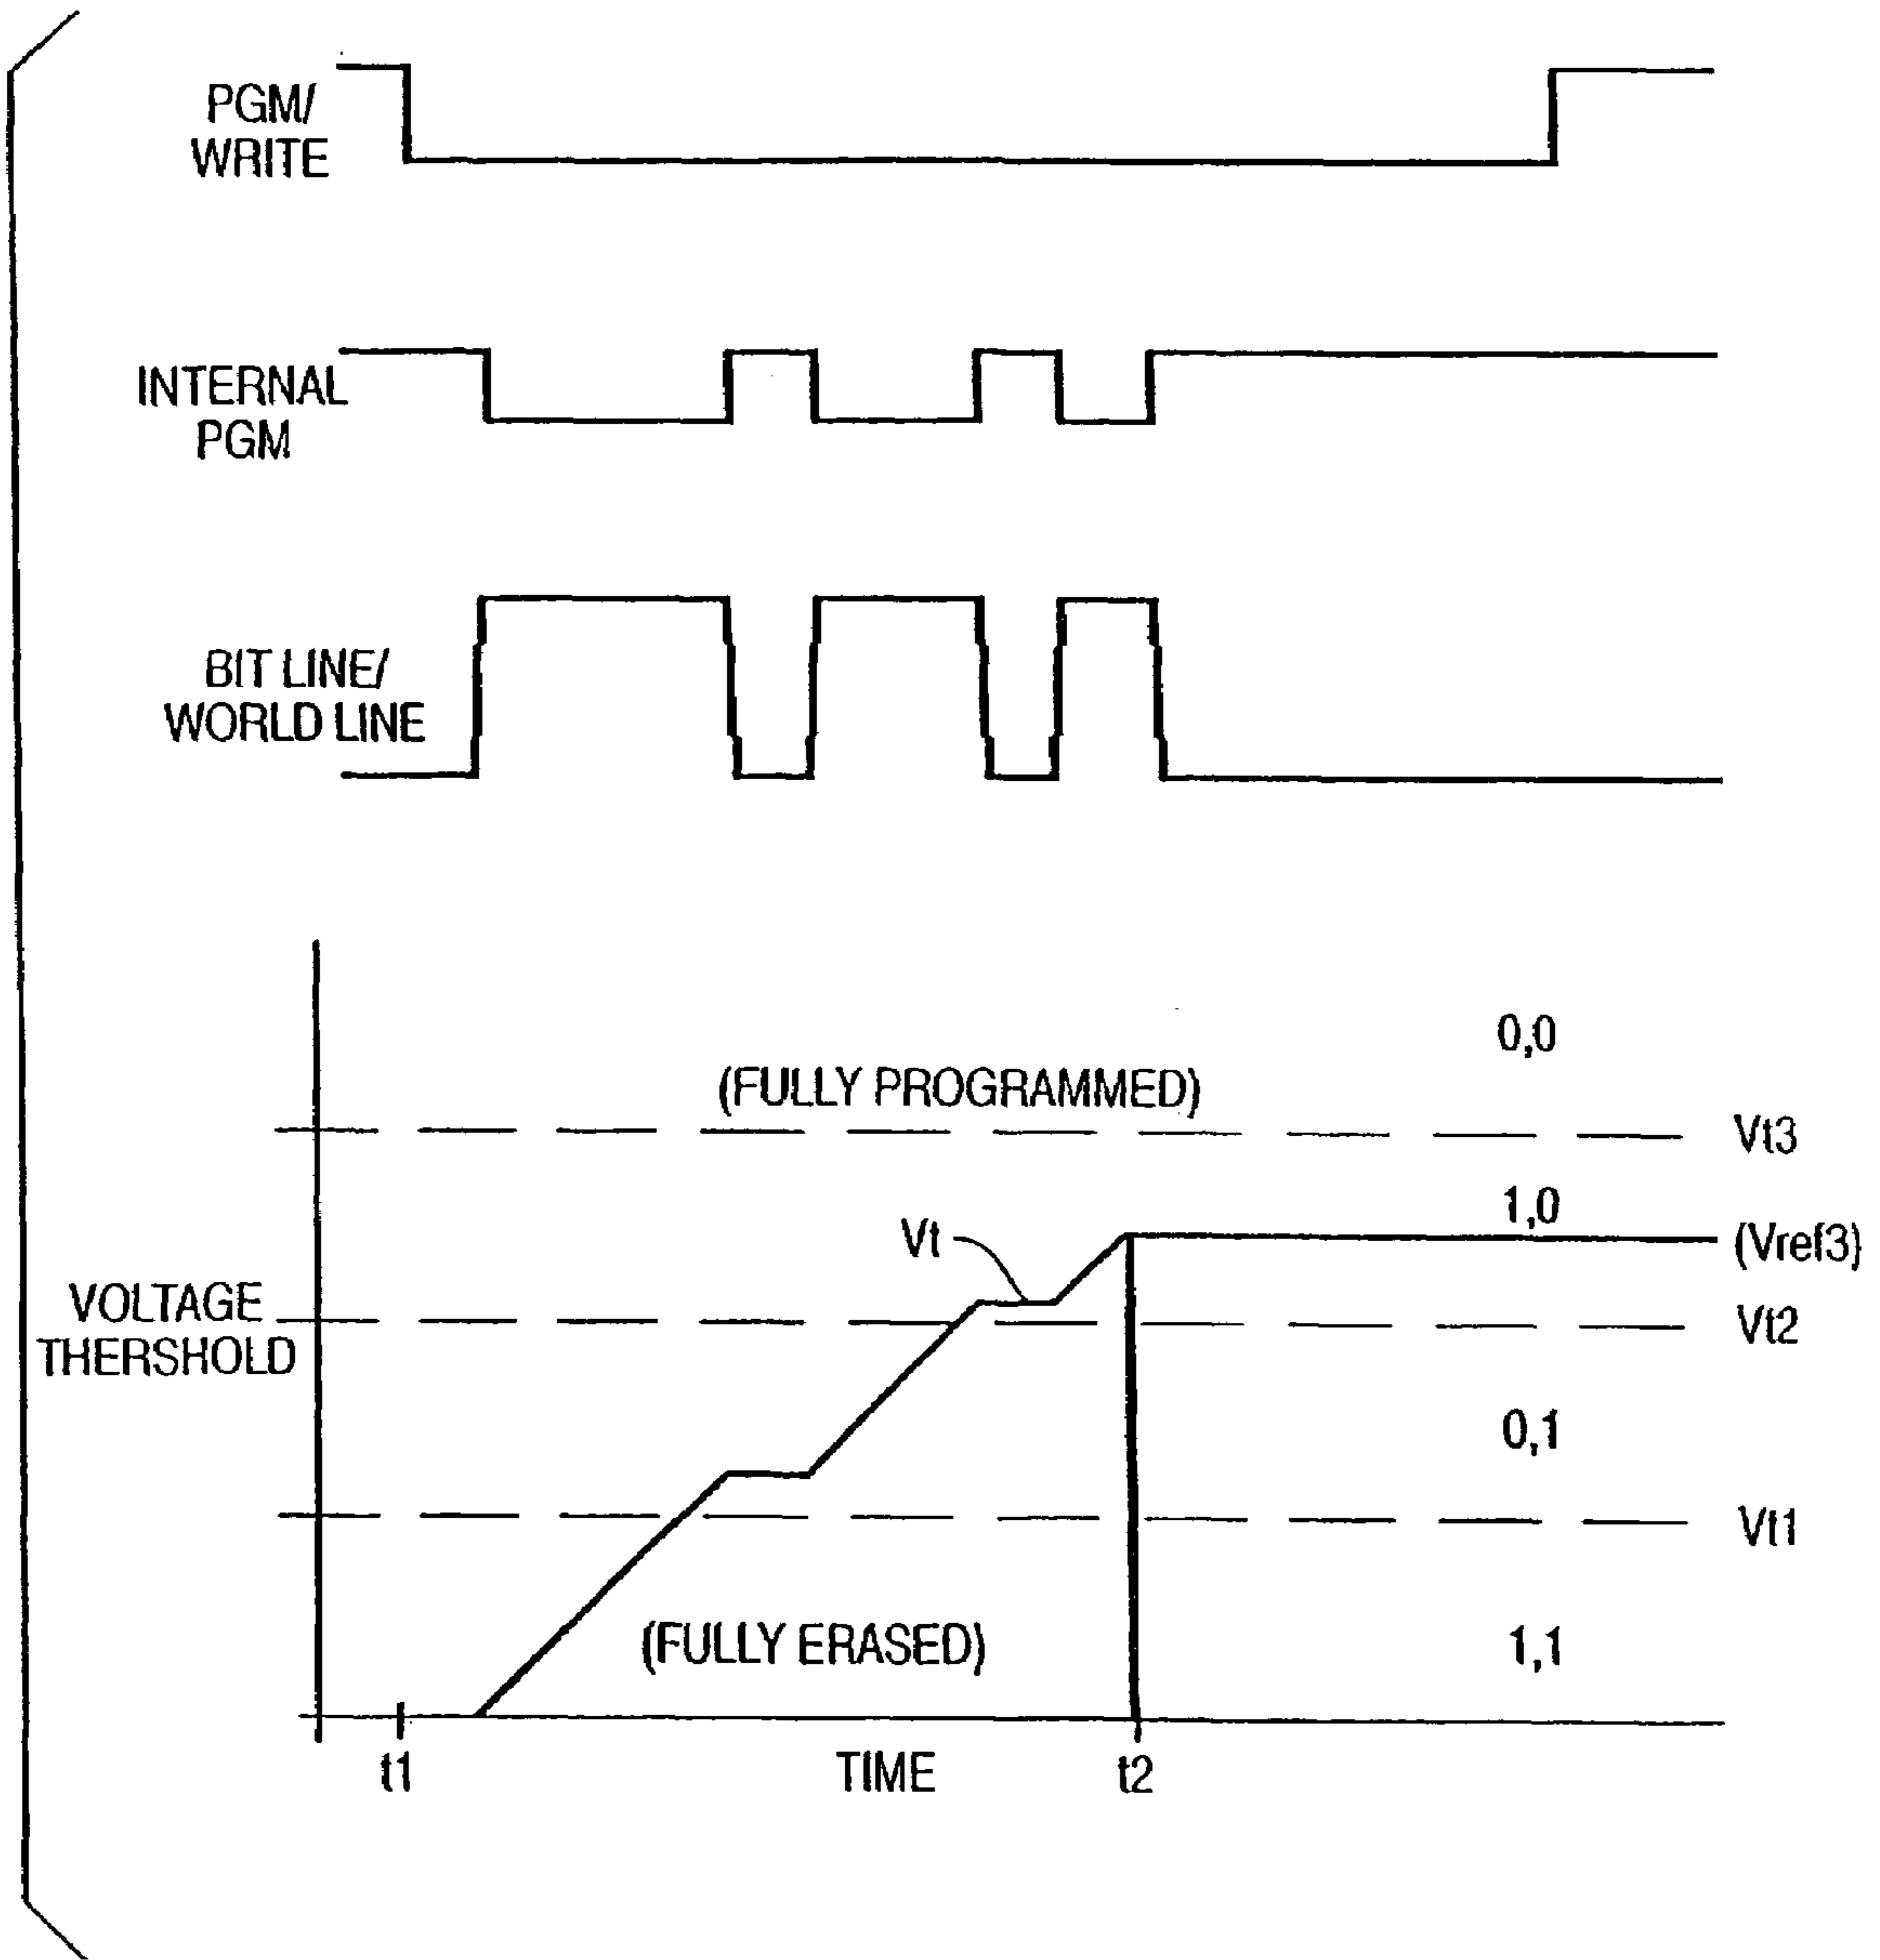 PGM/
WRITE
INTERNAL
PGM
BIT LINE/
WORLD LINE
0,0
(FULLY PROGRAMMED)
Vt3
1,0
Vt
(Vref3)
VOLTAGE
THERSHOLD
Vt2
0,1
Vt1
(FULLY ERASED)
1,1
t1
TIME
t2